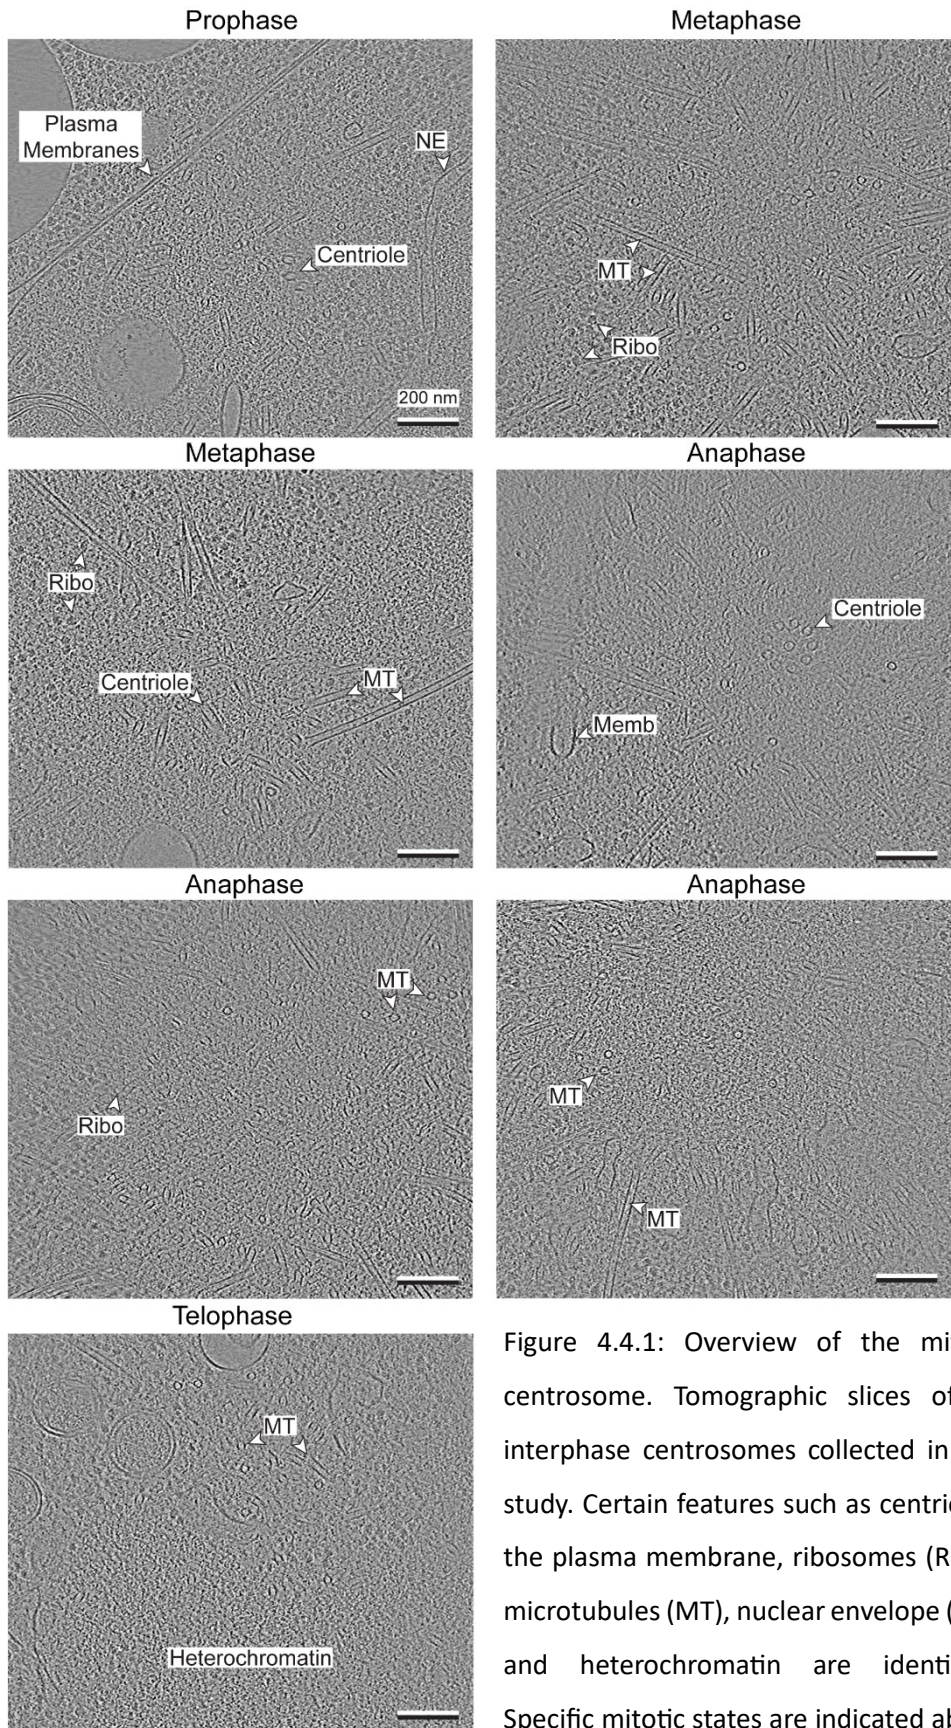 Prophase
Plasma
Membranes
NE
Centriole
200 nm
Metaphase
MT
Ribo
Metaphase
Ribo
Centriole
MT
Anaphase
Centriole
Memb
Anaphase
MT
Ribo
Anaphase
MT
MT
Telophase
MT
Heterochromatin
Figure 4.4.1: Overview of the mi
centrosome. Tomographic slices of
interphase centrosomes collected in
study. Certain features such as centri
the plasma membrane, ribosomes (R
microtubules (MT), nuclear envelope (
and heterochromatin are identi
Specific mitotic states are indicated a